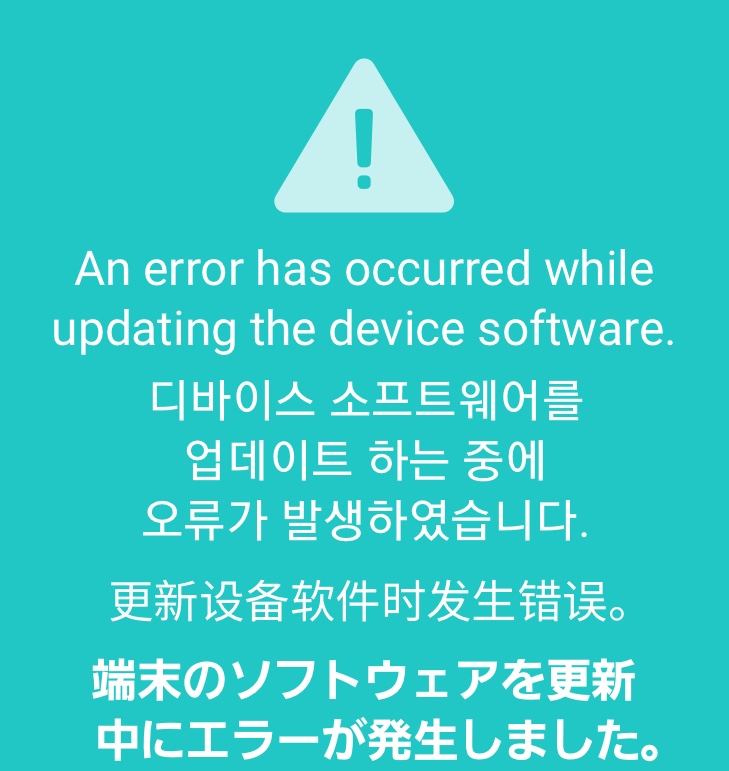 An error has occurred while
updating the device software.
디바이스 소프트웨어를
업데이트 하는 중에
오류가 발생하였습니다.
更新设备软件时发生错误。
端末のソフトウェアを更新
中にエラーが発生しました。